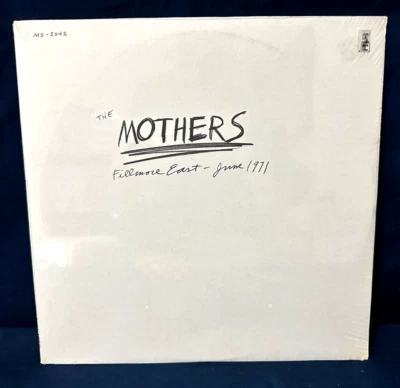 MS-2042
THE
MOTHERS
Fillmore East - June 1971